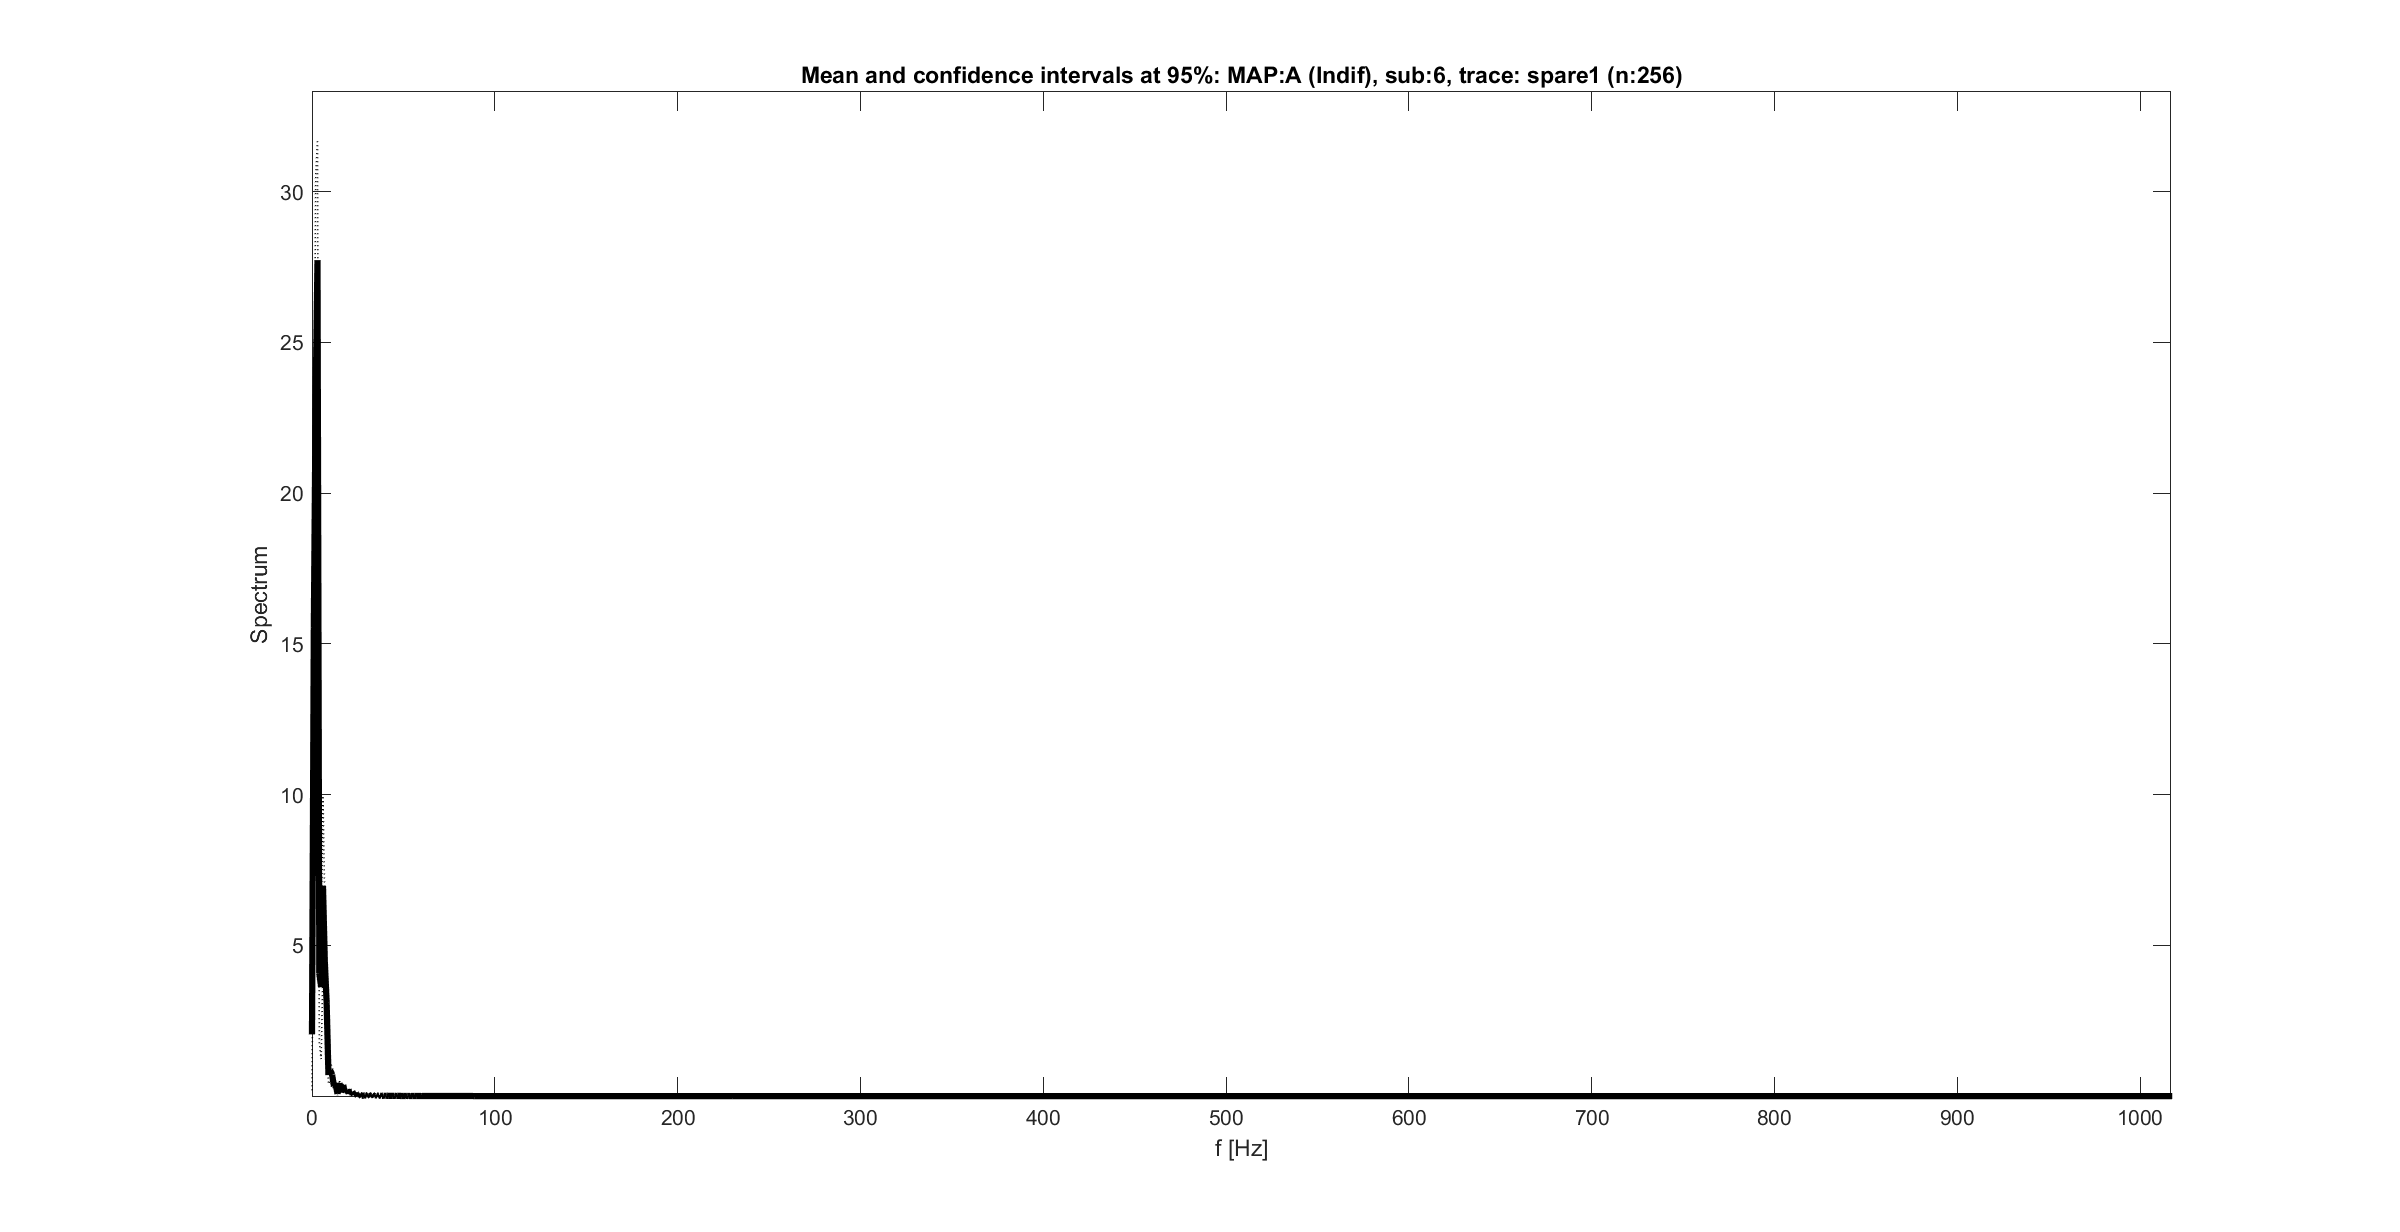 Mean and confidence intervals at 95%: MAP:A (Indif), sub:6, trace: spare1 (n:256)
30
25
20
15
10
5
Spectrum
0 100 200 300 400 500 600 700 800 900 1000
f [Hz]